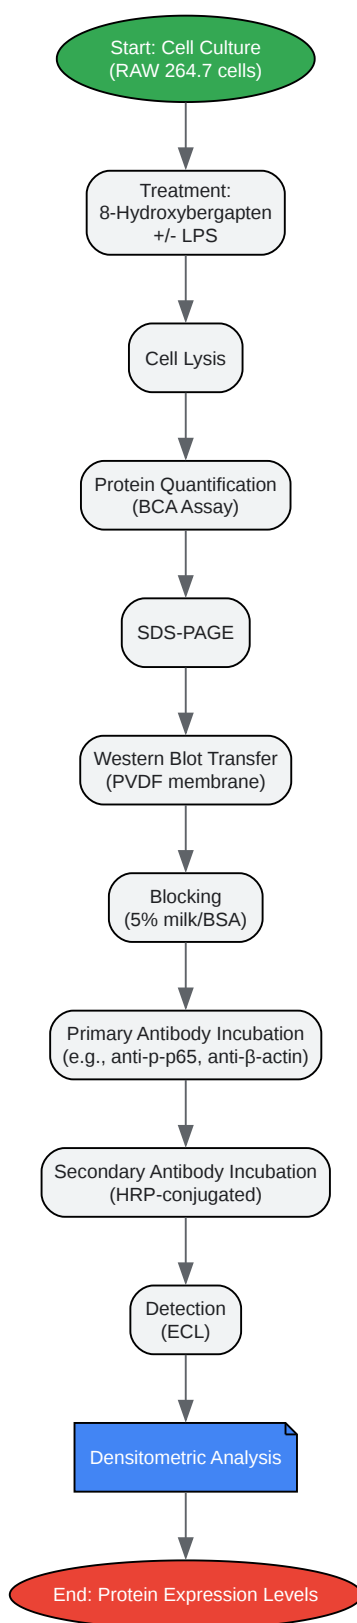 Start: Cell Culture
(RAW 264.7 cells)
Treatment:
8-Hydroxybergapten
+/- LPS
Cell Lysis
Protein Quantification
(BCA Assay)
SDS-PAGE
Western Blot Transfer
(PVDF membrane)
Blocking
(5% milk/BSA)
Primary Antibody Incubation
(e.g., anti-p-p65, anti-β-actin)
Secondary Antibody Incubation
(HRP-conjugated)
Detection
(ECL)
Densitometric Analysis
End: Protein Expression Levels